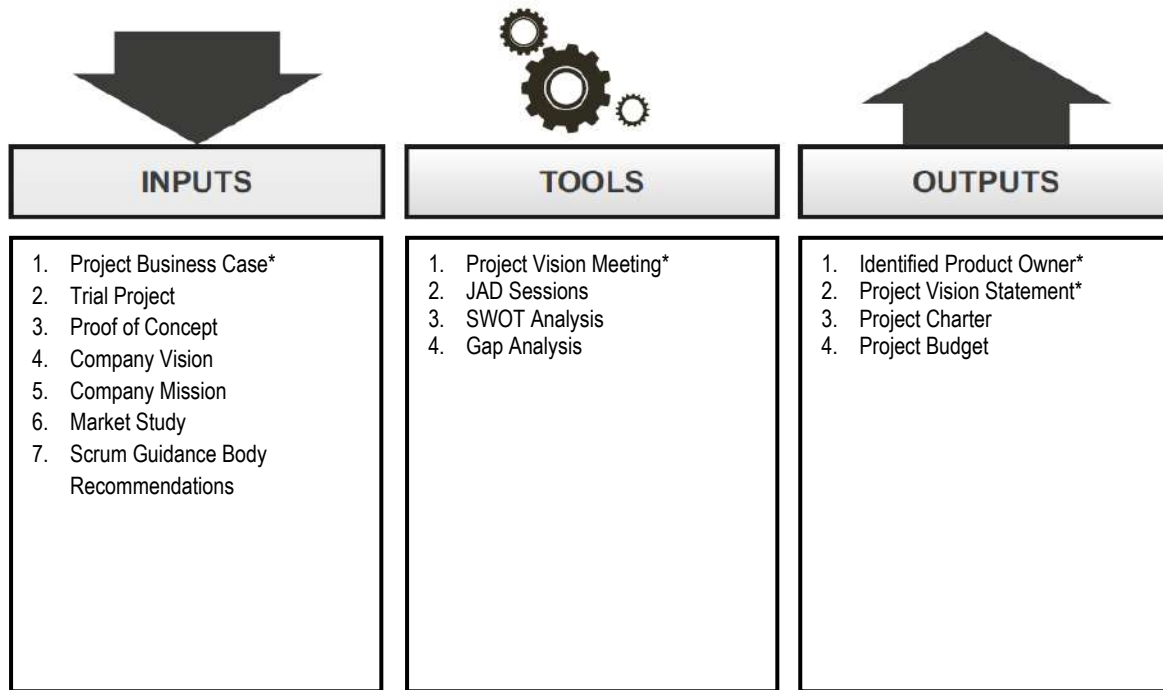 INPUTS
1. Project Business Case*
2. Trial Project
3. Proof of Concept
4. Company Vision
5. Company Mission
6. Market Study
7. Scrum Guidance Body
Recommendations
TOOLS
1. Project Vision Meeting*
2. JAD Sessions
3. SWOT Analysis
4. Gap Analysis
OUTPUTS
1. Identified Product Owner*
2. Project Vision Statement*
3. Project Charter
4. Project Budget